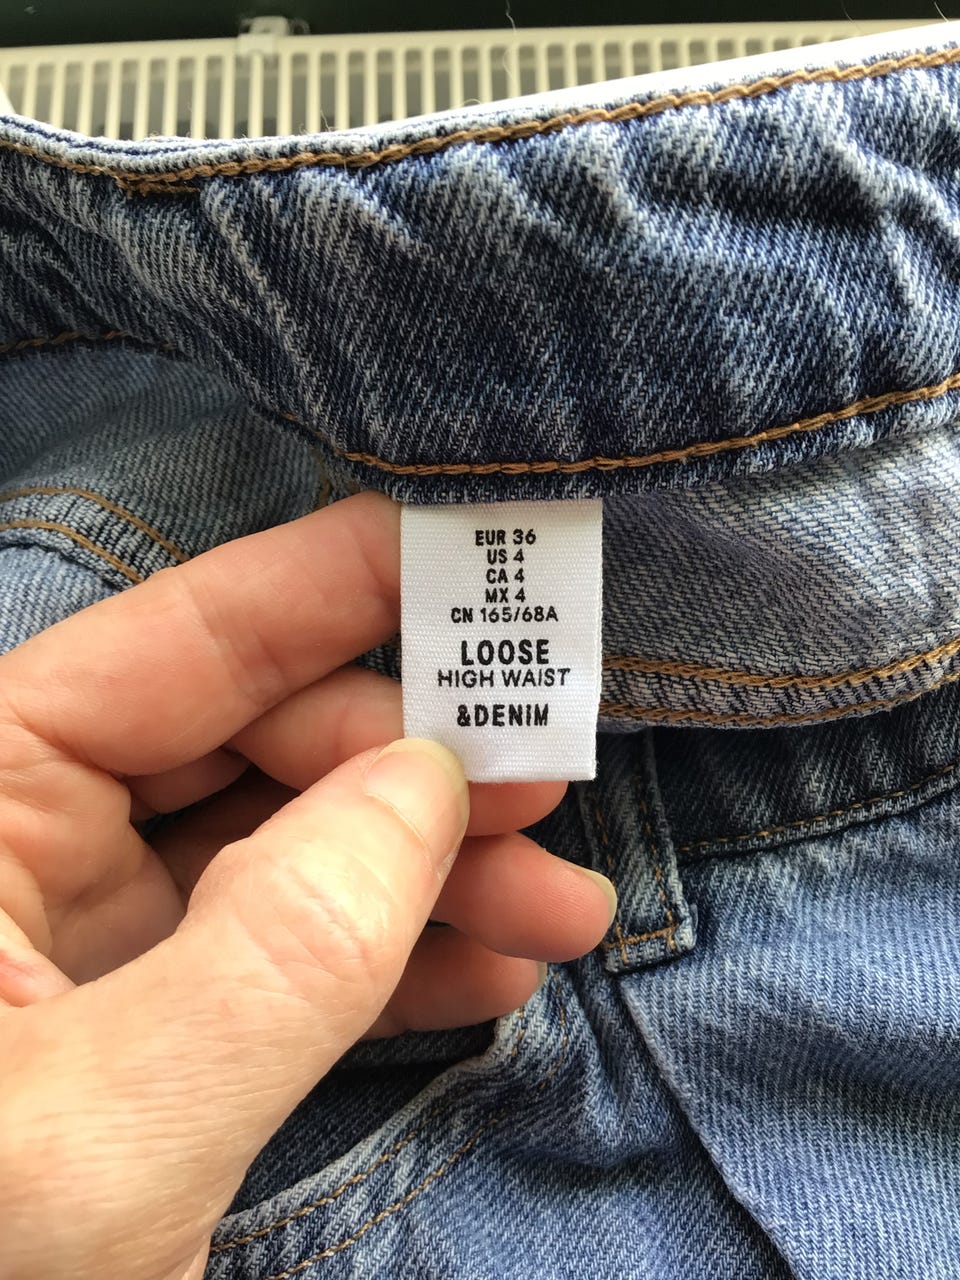 EUR 36
US 4
CA 4
MX 4
CN 165/68A
LOOSE
HIGH WAIST
&DENIM